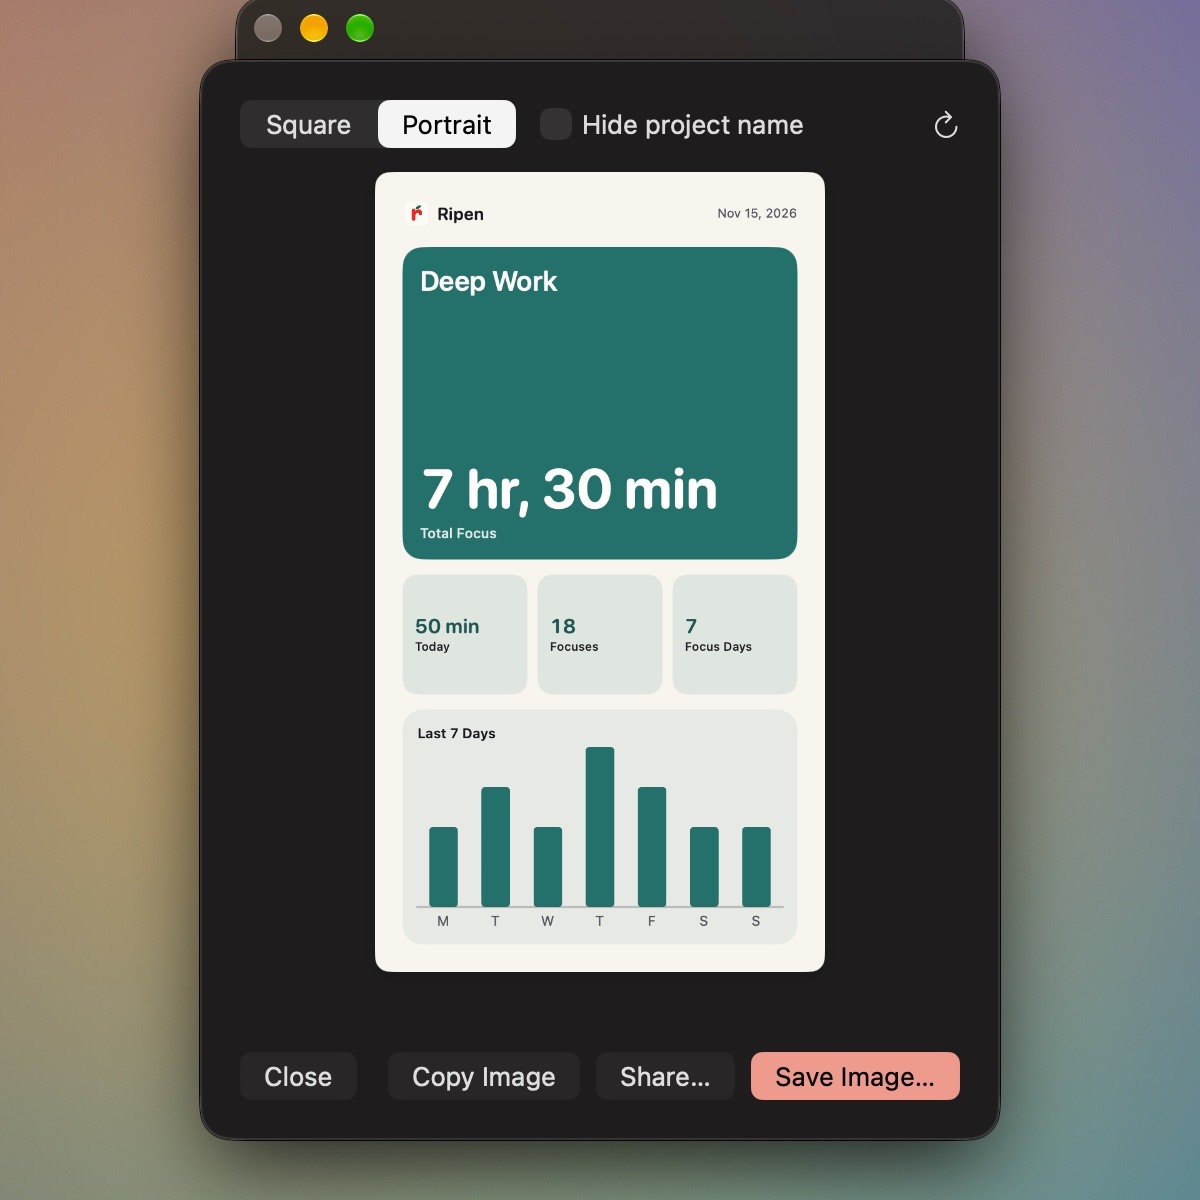 Square Portrait Hide project name
Ripen Nov 15, 2026
Deep Work
7 hr, 30 min
Total Focus
50 min 18 7
Today Focuses Focus Days
Last 7 Days
M T W T F S S
Close Copy Image Share... Save Image...